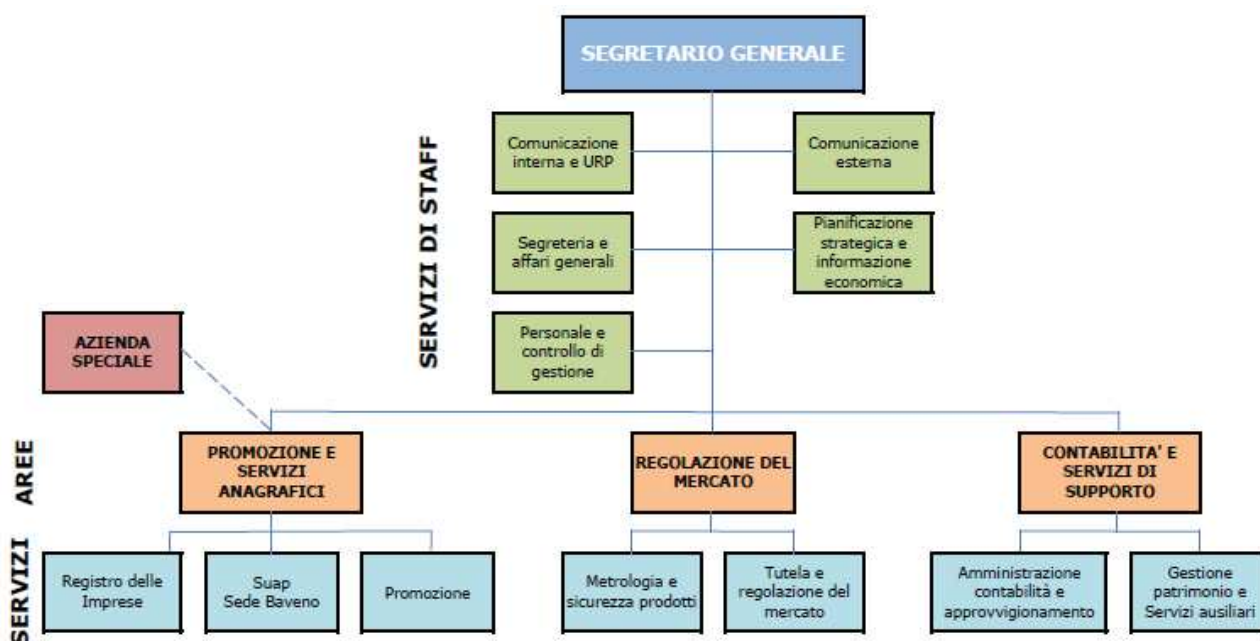 SEGRETARIO GENERALE
SERVIZI DI STAFF
Comunicazione
interna e URP
Comunicazione
esterna
Segreteria e
affari generali
Pianificazione
strategica e
informazione
economica
Personale e
controllo di
gestione
AZIENDA
SPECIALE
AREE
PROMOZIONE E
SERVIZI
ANAGRAFICI
REGOLAZIONE DEL
MERCATO
CONTABILITA' E
SERVIZI DI
SUPPORTO
SERVIZI
Registro delle
Imprese
Suap
Sede Baveno
Promozione
Metrologia e
sicurezza prodotti
Tutela e
regolazione del
mercato
Amministrazione
contabilità e
approvvigionamento
Gestione
patrimonio e
Servizi ausiliari